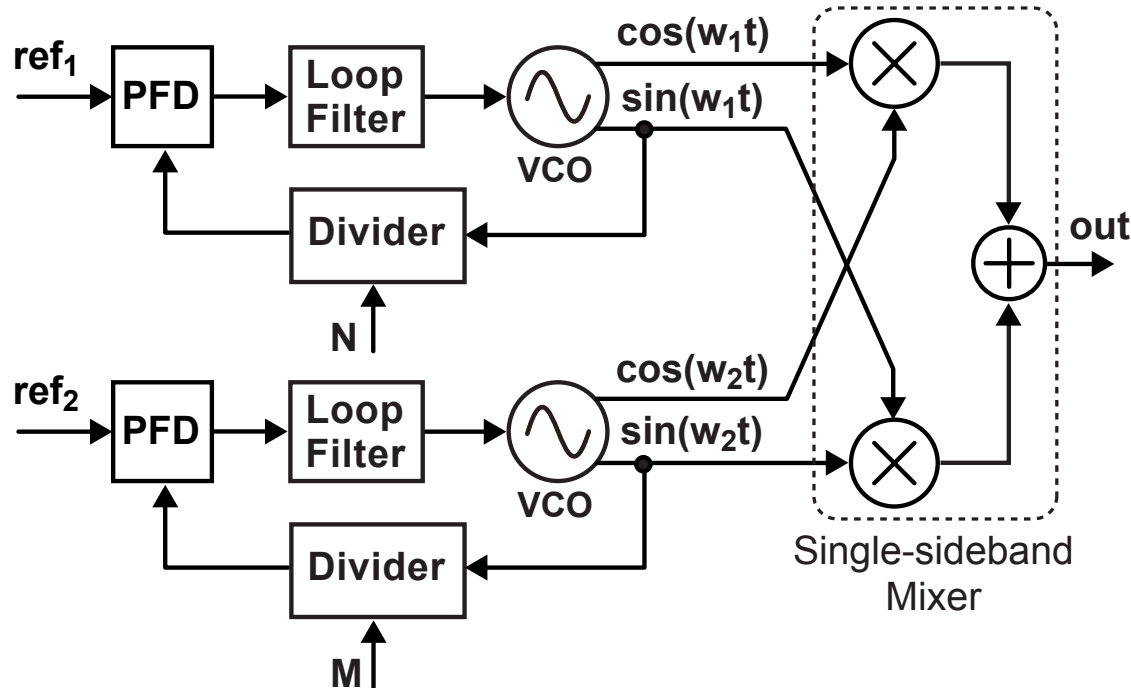 ref₁
PFD
Loop
Filter
VCO
cos(w₁t)
sin(w₁t)
Divider
N
ref₂
PFD
Loop
Filter
VCO
cos(w₂t)
sin(w₂t)
Divider
M
out
Single-sideband
Mixer